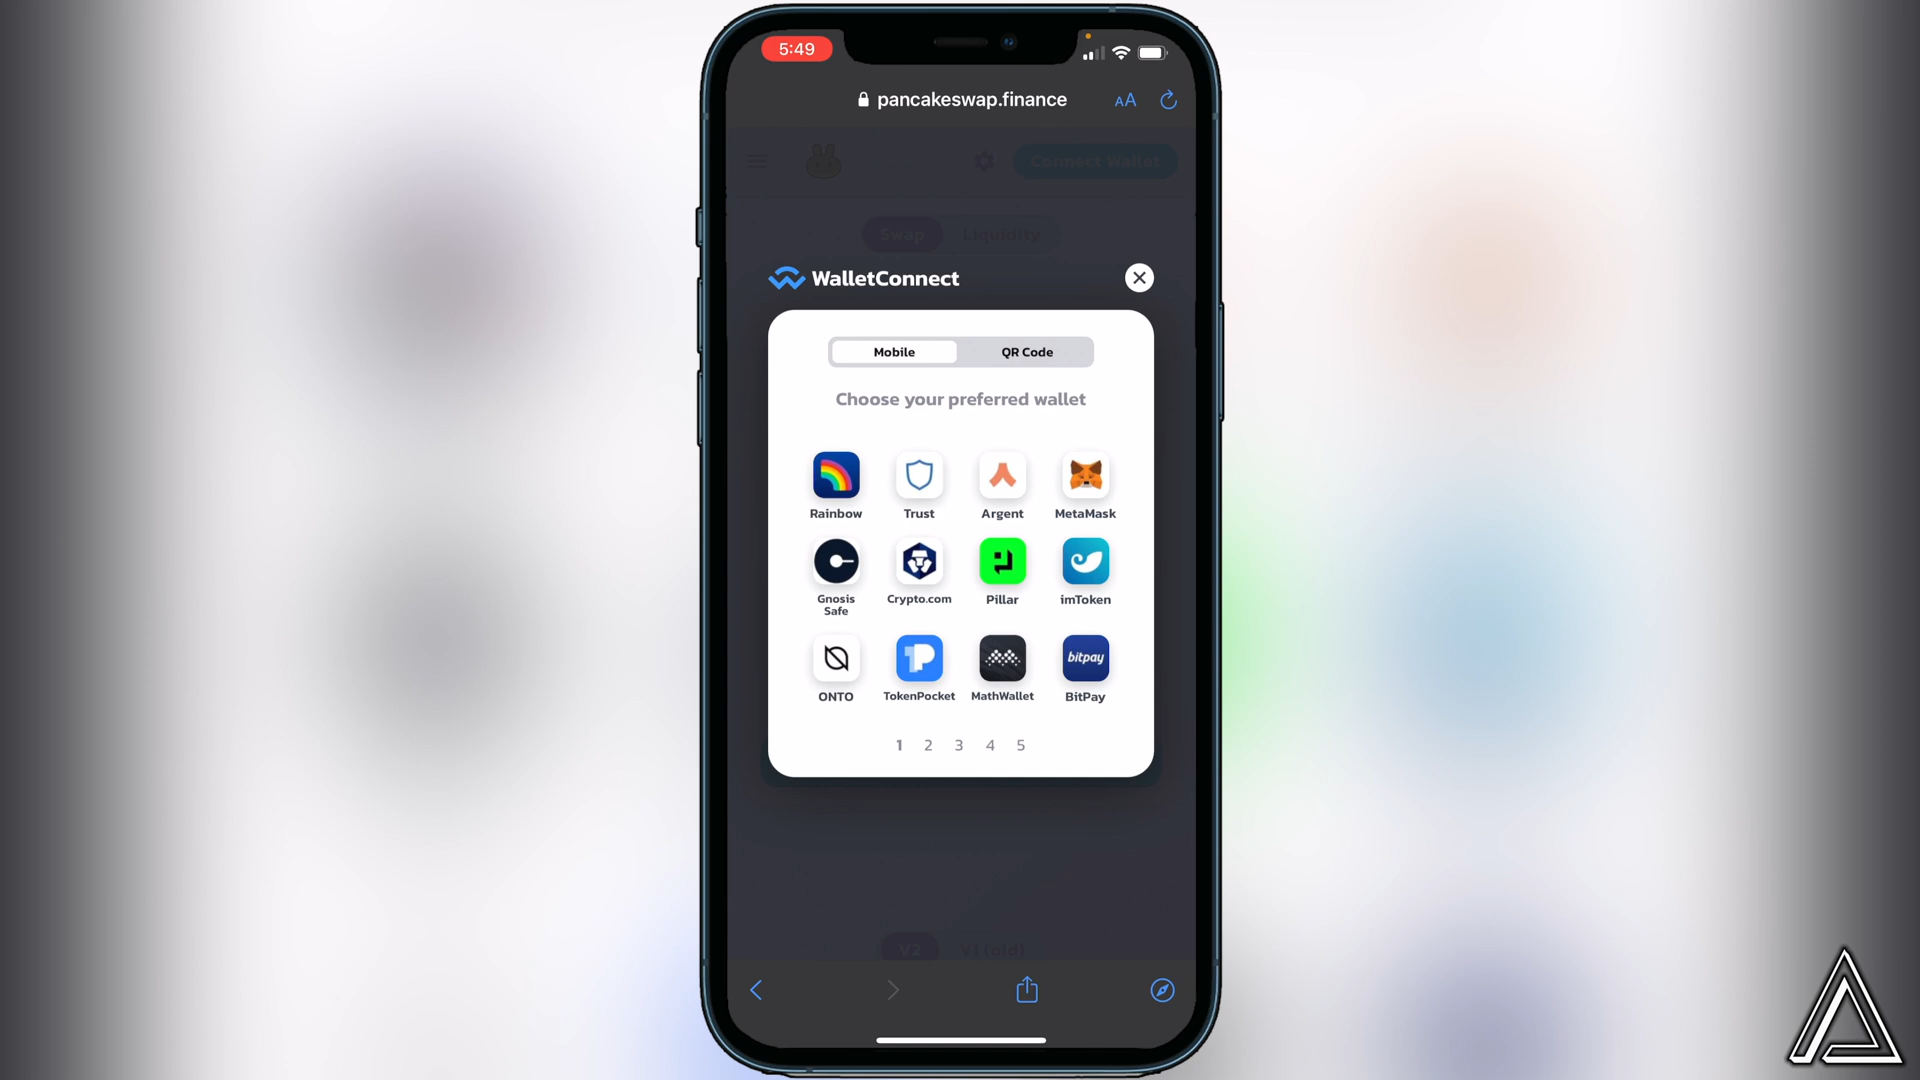 5:49
pancakeswap.finance AA
Connect Wallet
Swap Liquidity
WalletConnect
Mobile QR Code
Choose your preferred wallet
Rainbow Trust Argent MetaMask
Gnosis Safe Crypto.com Pillar imToken
bitpay
ONTO TokenPocket MathWallet BitPay
1 2 3 4 5
V2 V1 (old)